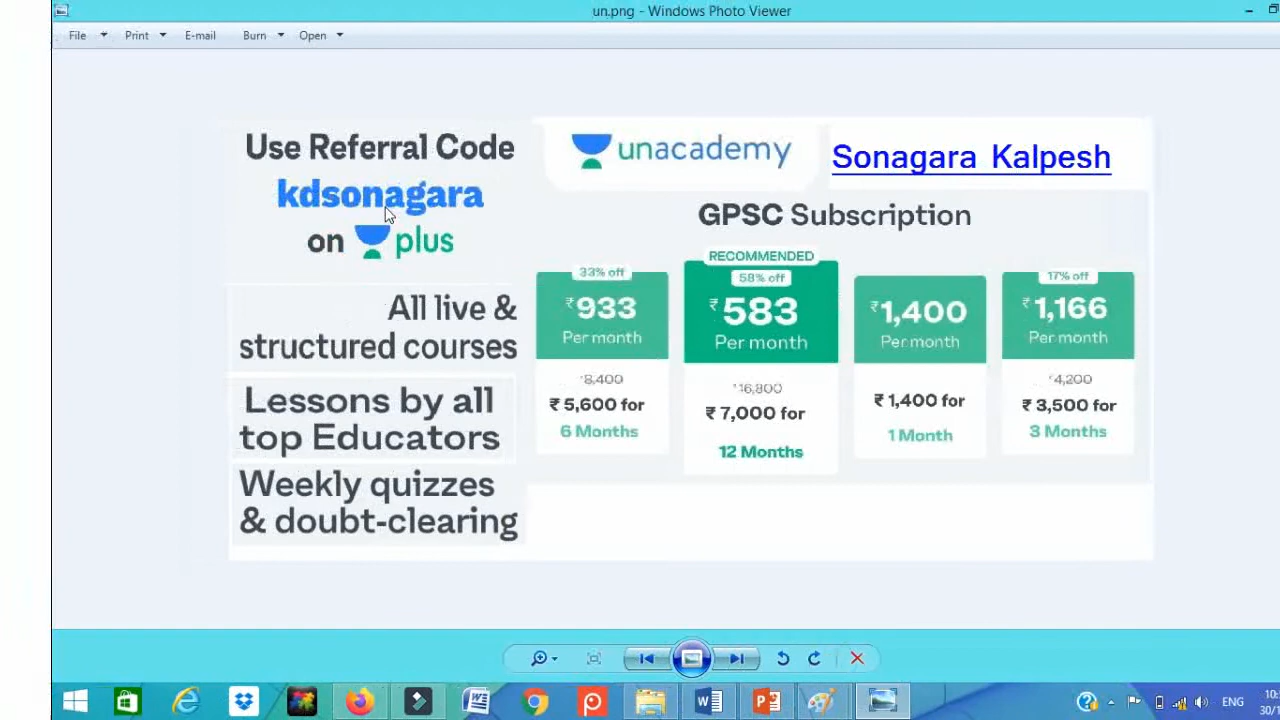 un.png - Windows Photo Viewer
File Print E-mail Burn Open
Use Referral Code
kdsonagara
on plus
All live &
structured courses
Lessons by all
top Educators
Weekly quizzes
& doubt-clearing
unacademy
Sonagara Kalpesh
GPSC Subscription
33% off
₹933
Per month
₹8,400
₹ 5,600 for
6 Months
RECOMMENDED
58% off
₹583
Per month
₹16,800
₹ 7,000 for
12 Months
₹1,400
Per month
₹ 1,400 for
1 Month
17% off
₹1,166
Per month
₹4,200
₹ 3,500 for
3 Months
ENG